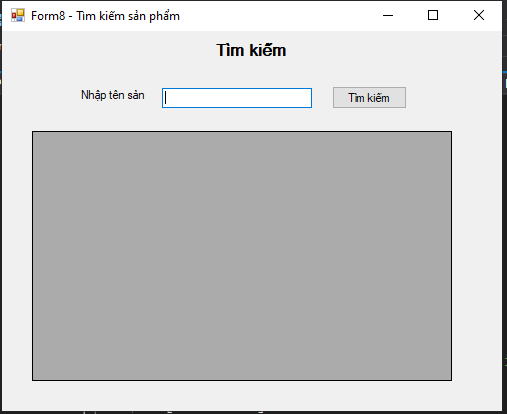 Form8 - Tìm kiếm sản phẩm
Tìm kiếm
Nhập tên sản
Tìm kiếm